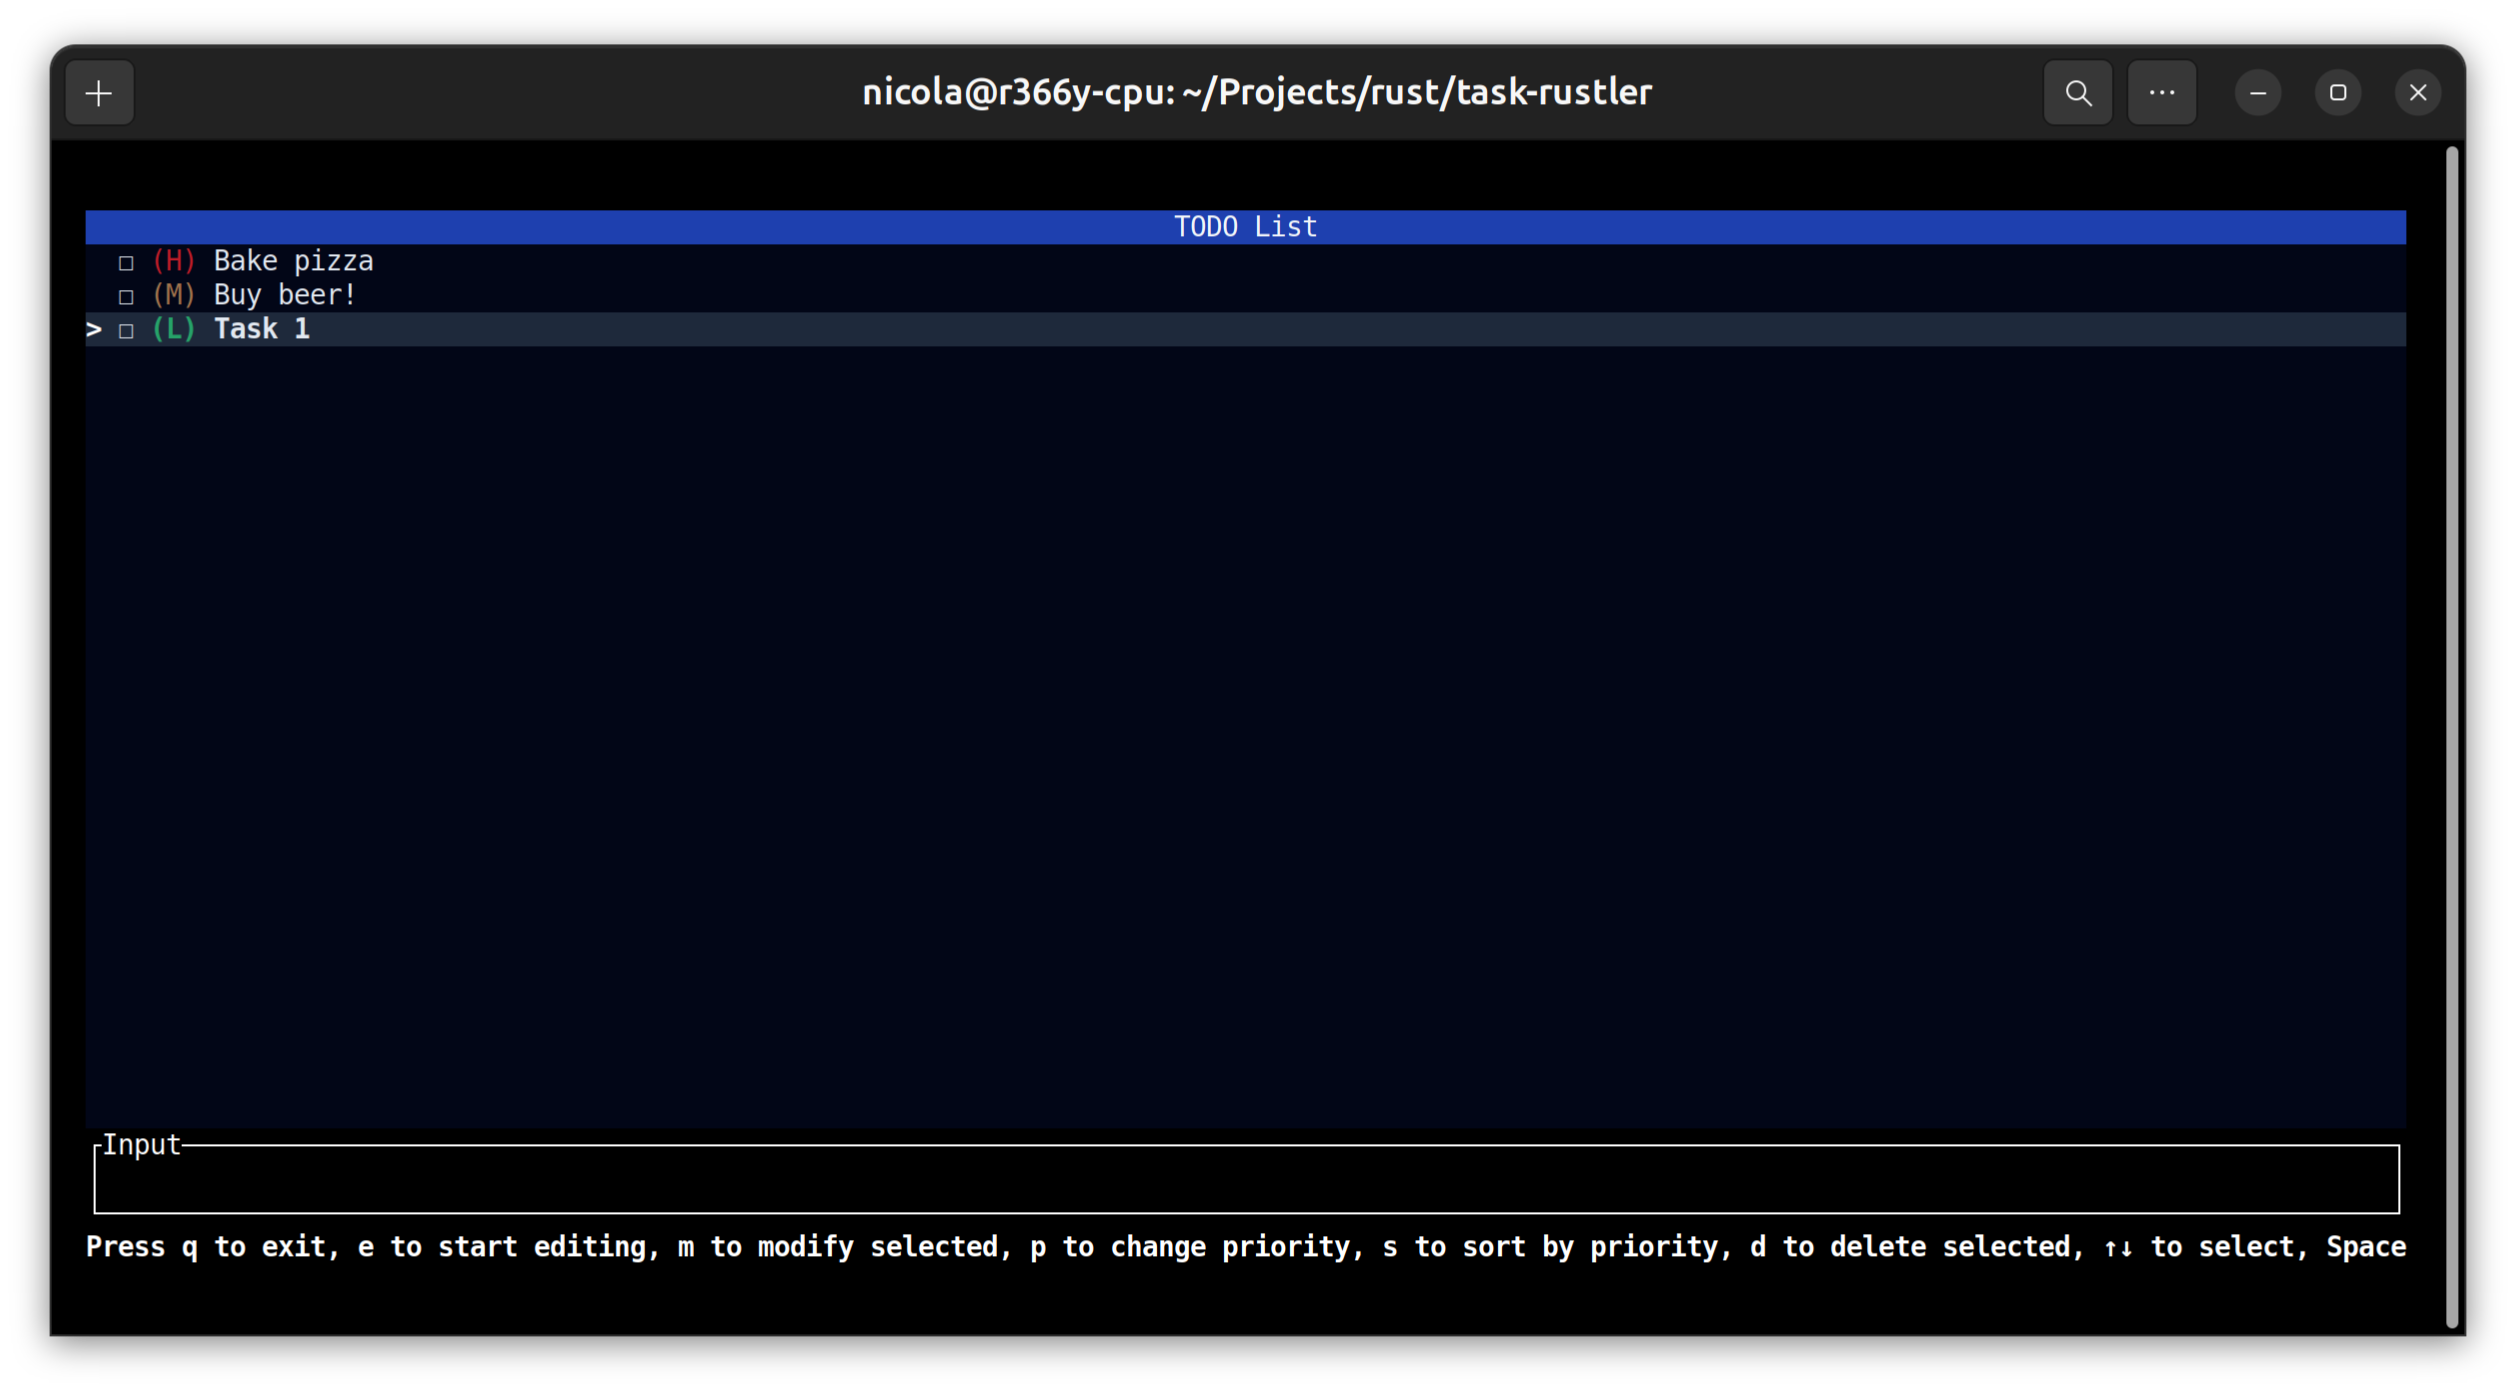 nicola@r366y-cpu: ~/Projects/rust/task-rustler
TODO List
☐ (H) Bake pizza
☐ (M) Buy beer!
> ☐ (L) Task 1
Input
Press q to exit, e to start editing, m to modify selected, p to change priority, s to sort by priority, d to delete selected, ↑↓ to select, Space